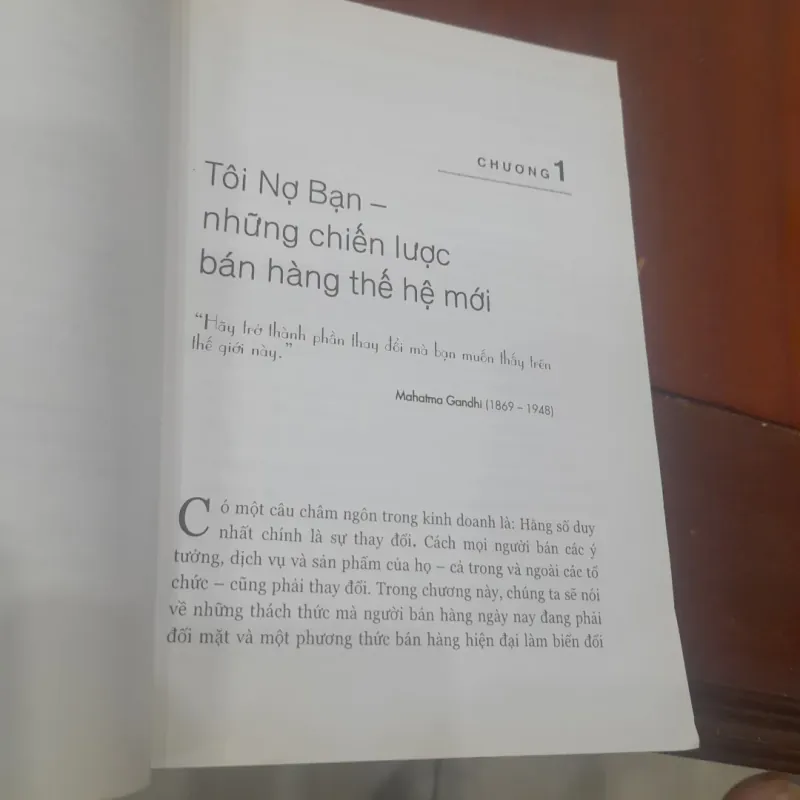 CHƯƠNG 1
Tôi Nợ Bạn –
những chiến lược
bán hàng thế hệ mới
“Hãy trở thành phần thay đổi mà bạn muốn thấy trên
thế giới này.”
Mahatma Gandhi (1869 – 1948)
Có một câu châm ngôn trong kinh doanh là: Hằng số duy
nhất chính là sự thay đổi. Cách mọi người bán các ý
tưởng, dịch vụ và sản phẩm của họ – cả trong và ngoài các tổ
chức – cũng phải thay đổi. Trong chương này, chúng ta sẽ nói
về những thách thức mà người bán hàng ngày nay đang phải
đối mặt và một phương thức bán hàng hiện đại làm biến đổi